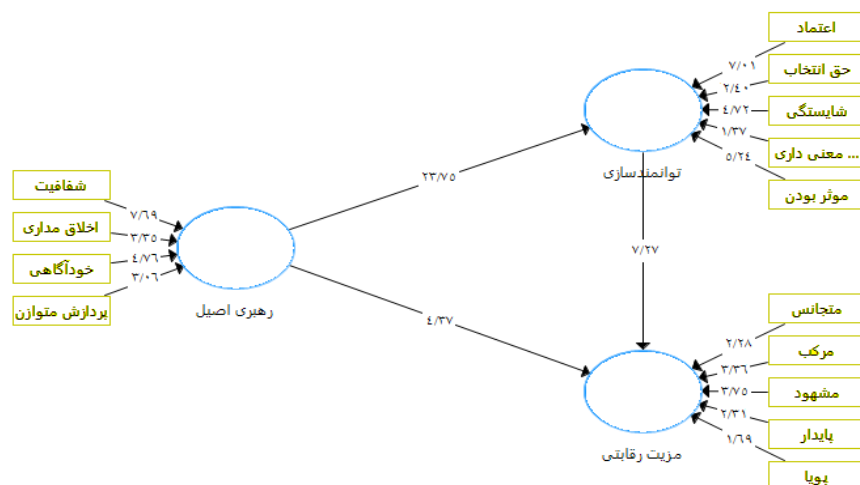 اعتماد
۷/۰۱
حق انتخاب
۲/۴۰
شایستگی
۴/۷۲
... معنی داری
۱/۳۷
موثر بودن
۵/۲۴
توانمندسازی
۲۳/۷۵
شفافیت
۷/۶۹
اخلاق مداری
۳/۳۵
خودآگاهی
۴/۷۶
پردازش متوازن
۳/۰۶
رهبری اصیل
۷/۲۷
۴/۳۷
متجانس
۲/۲۸
مرکب
۳/۳۶
مشهود
۳/۷۵
پایدار
۲/۳۱
پویا
۱/۶۹
مزیت رقابتی